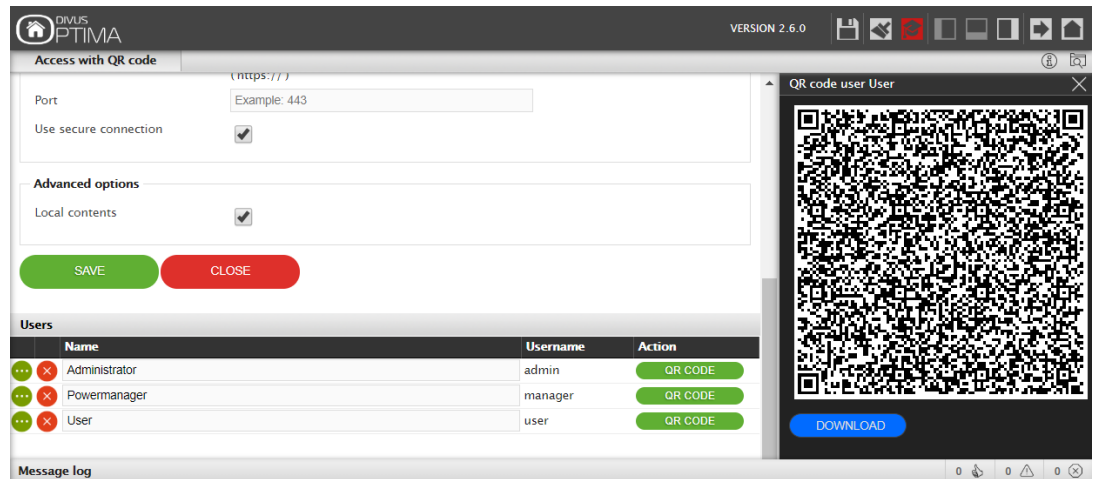 DIVUS
OPTIMA
VERSION 2.6.0
Access with QR code
(https://)
Port
Example: 443
Use secure connection
Advanced options
Local contents
SAVE
CLOSE
Users
Name
Username
Action
Administrator
admin
QR CODE
Powermanager
manager
QR CODE
User
user
QR CODE
QR code user User
DOWNLOAD
Message log
0
0
0